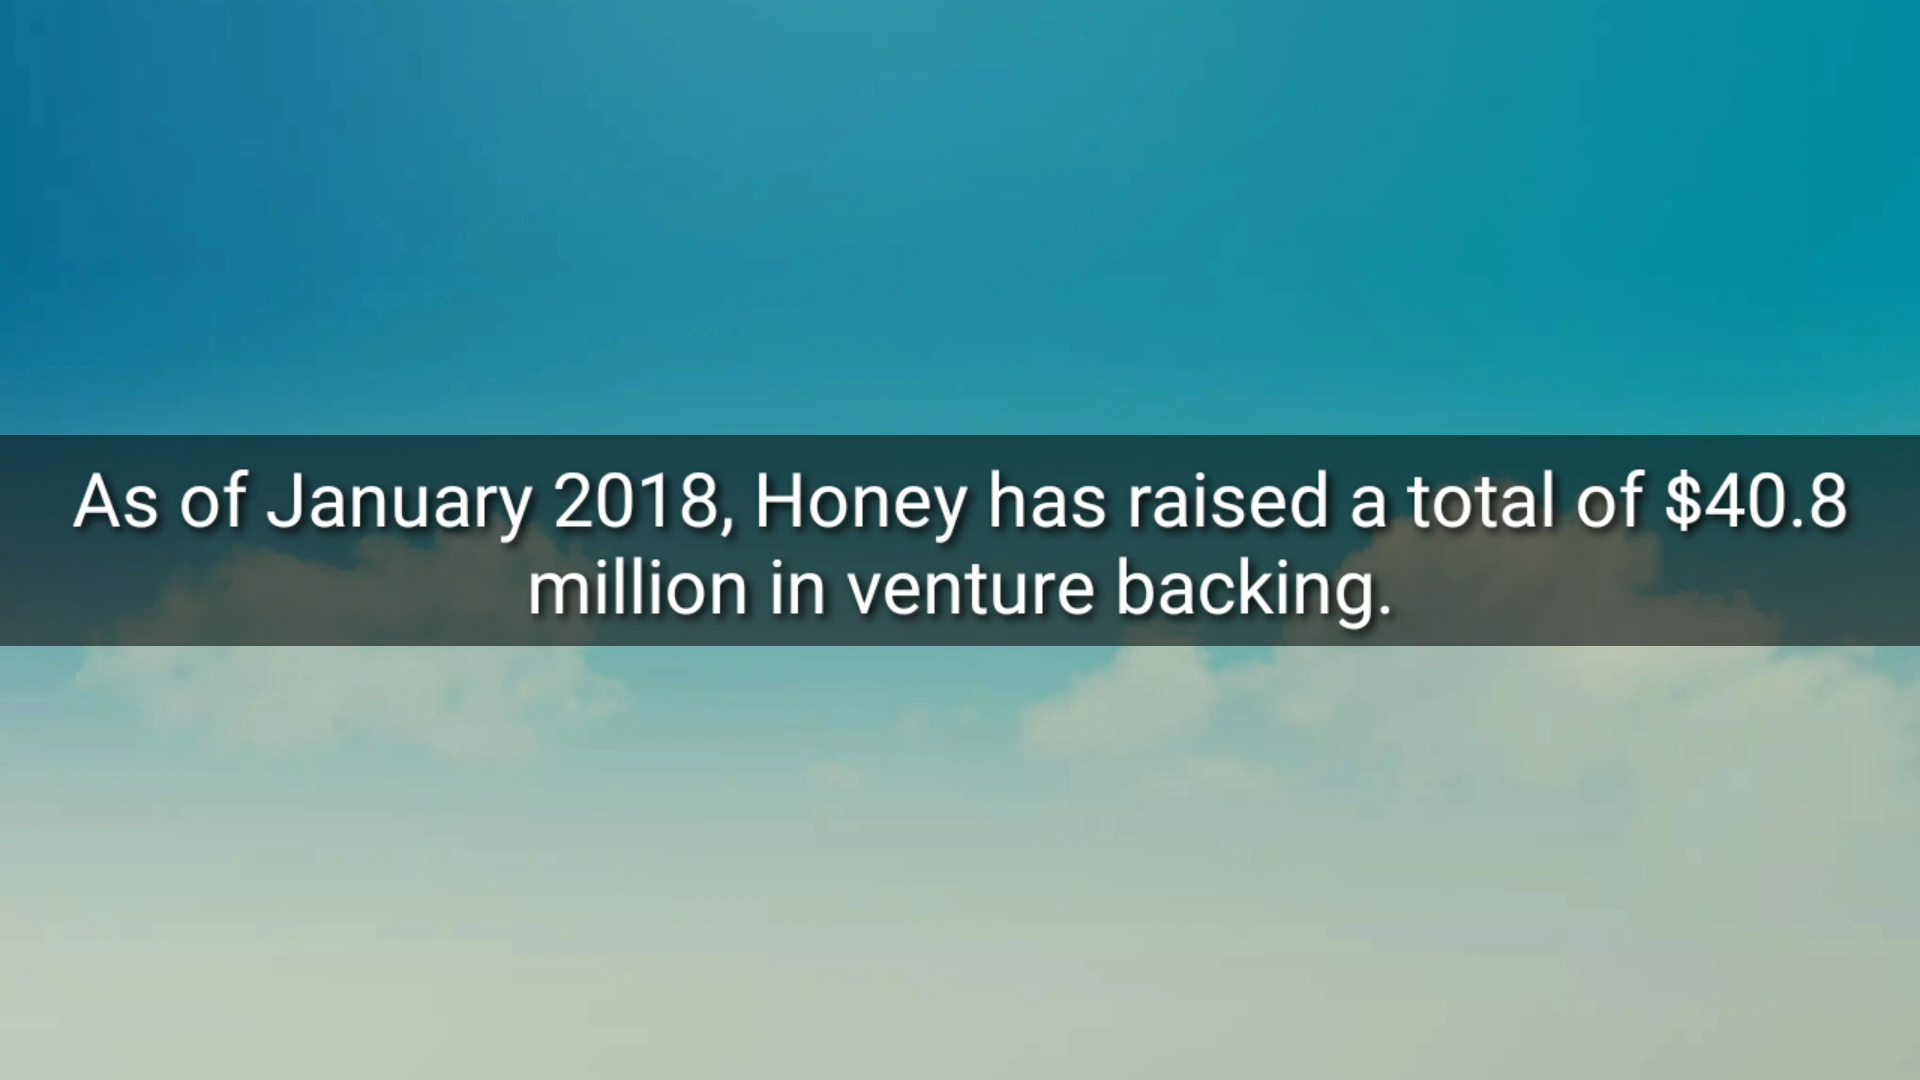 As of January 2018, Honey has raised a total of $40.8
million in venture backing.